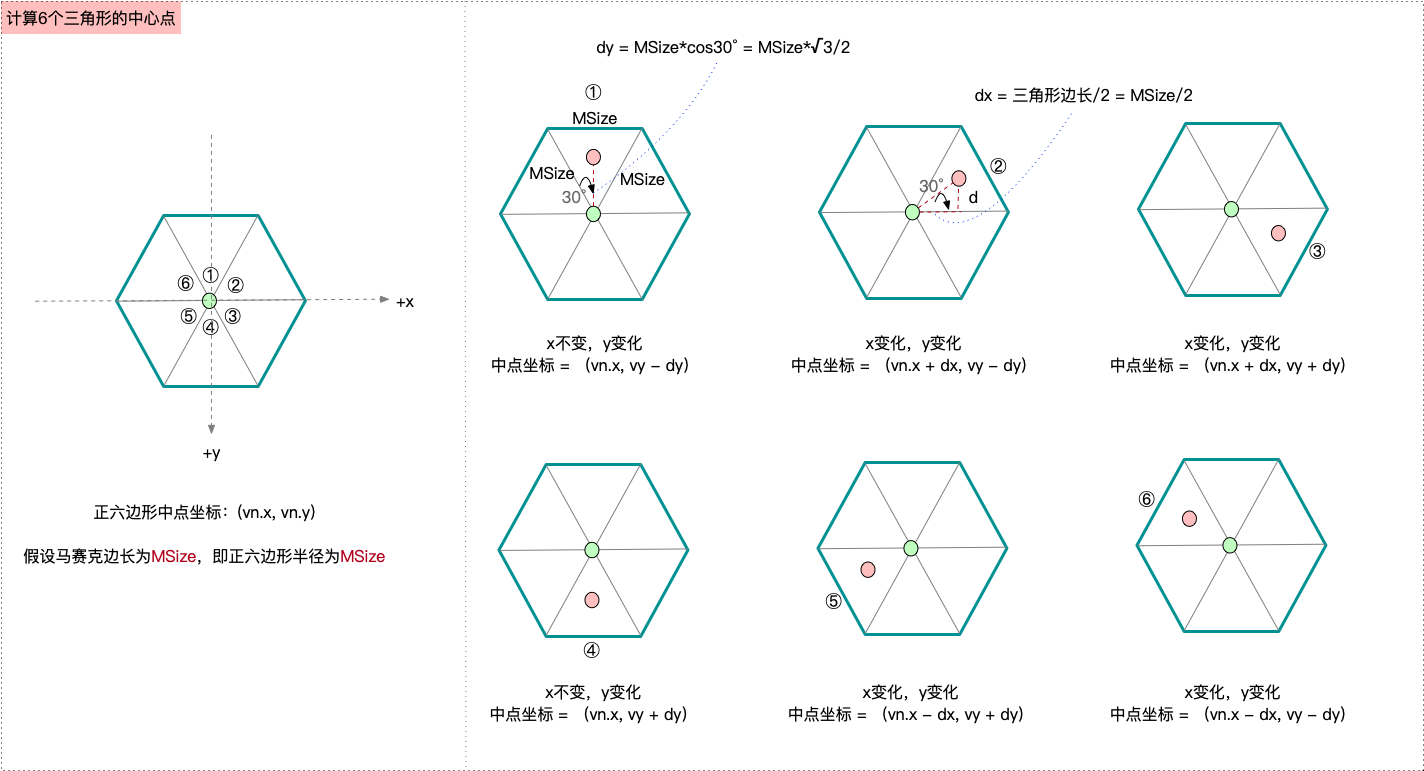 计算6个三角形的中心点
⑥ ① ②
⑤ ④ ③
+x
+y
正六边形中点坐标:(vn.x, vn.y)
假设马赛克边长为MSize，即正六边形半径为MSize
dy = MSize*cos30° = MSize*√3/2
dx = 三角形边长/2 = MSize/2
①
MSize
MSize
MSize
30°
x不变，y变化
中点坐标 = （vn.x, vy – dy)
②
30°
d
x变化，y变化
中点坐标 = （vn.x + dx, vy – dy)
③
x变化，y变化
中点坐标 = （vn.x + dx, vy + dy)
④
x不变，y变化
中点坐标 = （vn.x, vy + dy)
⑤
x变化，y变化
中点坐标 = （vn.x – dx, vy + dy)
⑥
x变化，y变化
中点坐标 = （vn.x – dx, vy – dy)